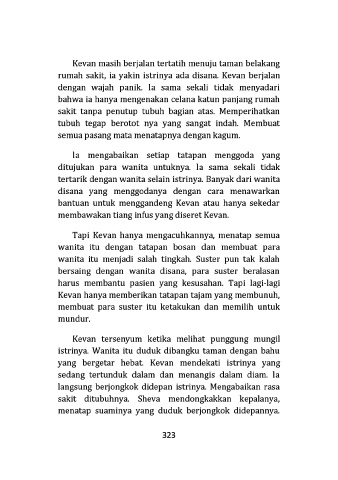 Kevan masih berjalan tertatih menuju taman belakang
rumah sakit, ia yakin istrinya ada disana. Kevan berjalan
dengan wajah panik. Ia sama sekali tidak menyadari
bahwa ia hanya mengenakan celana katun panjang rumah
sakit tanpa penutup tubuh bagian atas. Memperihatkan
tubuh tegap berotot nya yang sangat indah. Membuat
semua pasang mata menatapnya dengan kagum.
Ia mengabaikan setiap tatapan menggoda yang
ditujukan para wanita untuknya. Ia sama sekali tidak
tertarik dengan wanita selain istrinya. Banyak dari wanita
disana yang menggodanya dengan cara menawarkan
bantuan untuk menggandeng Kevan atau hanya sekedar
membawakan tiang infus yang diseret Kevan.
Tapi Kevan hanya mengacuhkannya, menatap semua
wanita itu dengan tatapan bosan dan membuat para
wanita itu menjadi salah tingkah. Suster pun tak kalah
bersaing dengan wanita disana, para suster beralasan
harus membantu pasien yang kesusahan. Tapi lagi-lagi
Kevan hanya memberikan tatapan tajam yang membunuh,
membuat para suster itu ketakukan dan memilih untuk
mundur.
Kevan tersenyum ketika melihat punggung mungil
istrinya. Wanita itu duduk dibangku taman dengan bahu
yang bergetar hebat. Kevan mendekati istrinya yang
sedang tertunduk dalam dan menangis dalam diam. Ia
langsung berjongkok didepan istrinya. Mengabaikan rasa
sakit ditubuhnya. Sheva mendongkakkan kepalanya,
menatap suaminya yang duduk berjongkok didepannya.
323